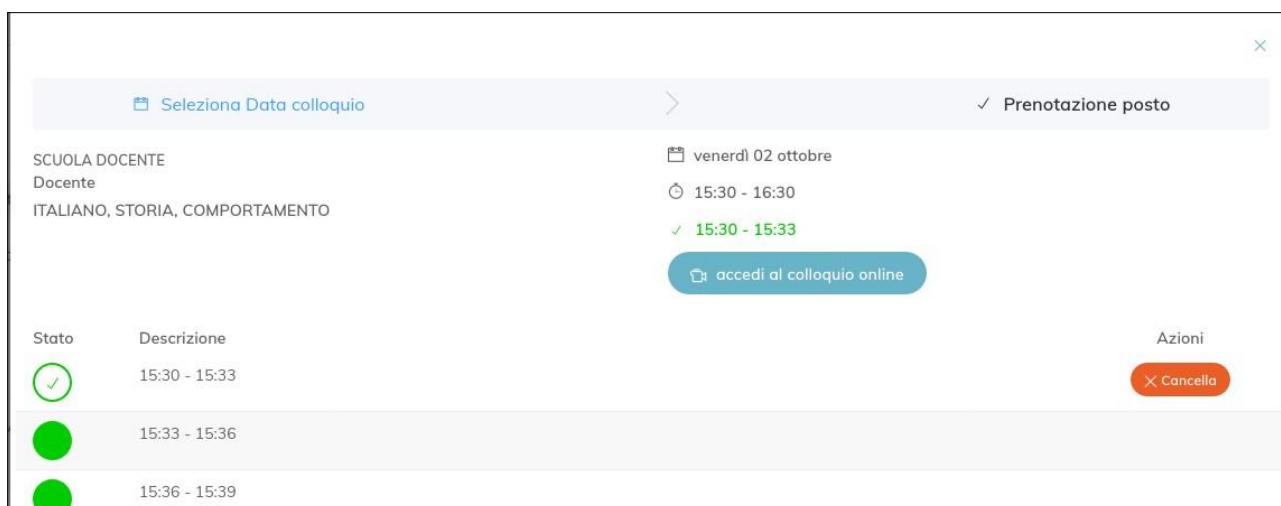 Seleziona Data colloquio
Prenotazione posto
SCUOLA DOCENTE
Docente
ITALIANO, STORIA, COMPORTAMENTO
venerdì 02 ottobre
15:30 - 16:30
15:30 - 15:33
accedi al colloquio online
Stato Descrizione Azioni
15:30 - 15:33 Cancella
15:33 - 15:36
15:36 - 15:39